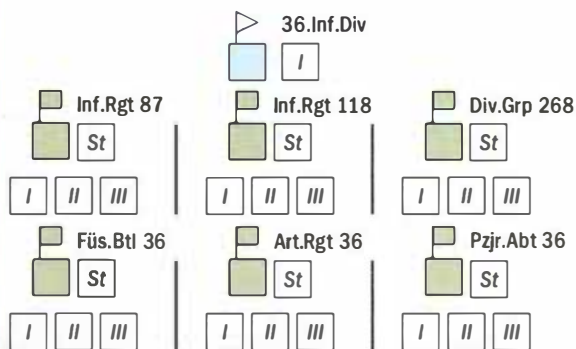 36.Inf.Div
I
Inf.Rgt 87 Inf.Rgt 118 Div.Grp 268
St St St
I II III I II III I II III
Füs.Btl 36 Art.Rgt 36 Pzjr.Abt 36
St St St
I II III I II III I II III